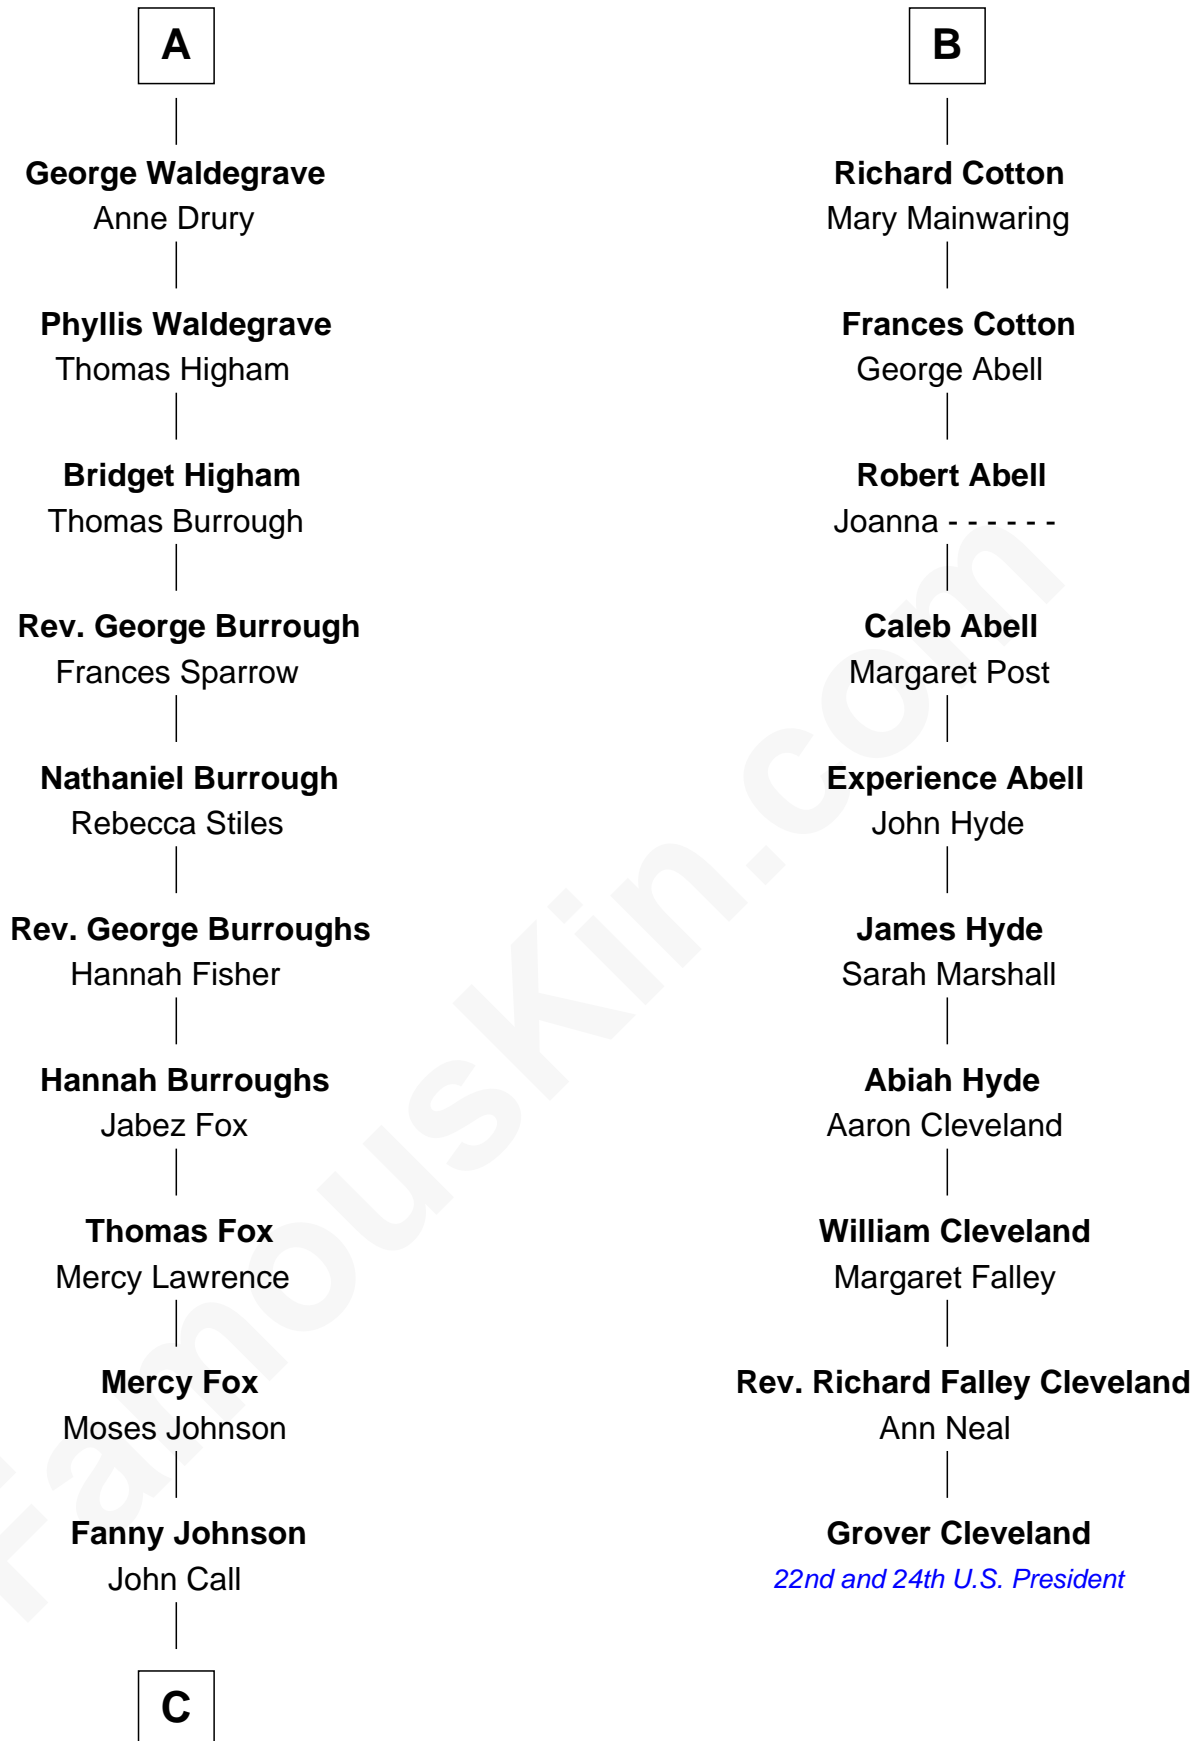 A
George Waldegrave
Anne Drury
Phyllis Waldegrave
Thomas Higham
Bridget Higham
Thomas Burrough
Rev. George Burrough
Frances Sparrow
Nathaniel Burrough
Rebecca Stiles
Rev. George Burroughs
Hannah Fisher
Hannah Burroughs
Jabez Fox
Thomas Fox
Mercy Lawrence
Mercy Fox
Moses Johnson
Fanny Johnson
John Call
C
B
Richard Cotton
Mary Mainwaring
Frances Cotton
George Abell
Robert Abell
Joanna - - - - - -
Caleb Abell
Margaret Post
Experience Abell
John Hyde
James Hyde
Sarah Marshall
Abiah Hyde
Aaron Cleveland
William Cleveland
Margaret Falley
Rev. Richard Falley Cleveland
Ann Neal
Grover Cleveland
22nd and 24th U.S. President
FamousKin.com